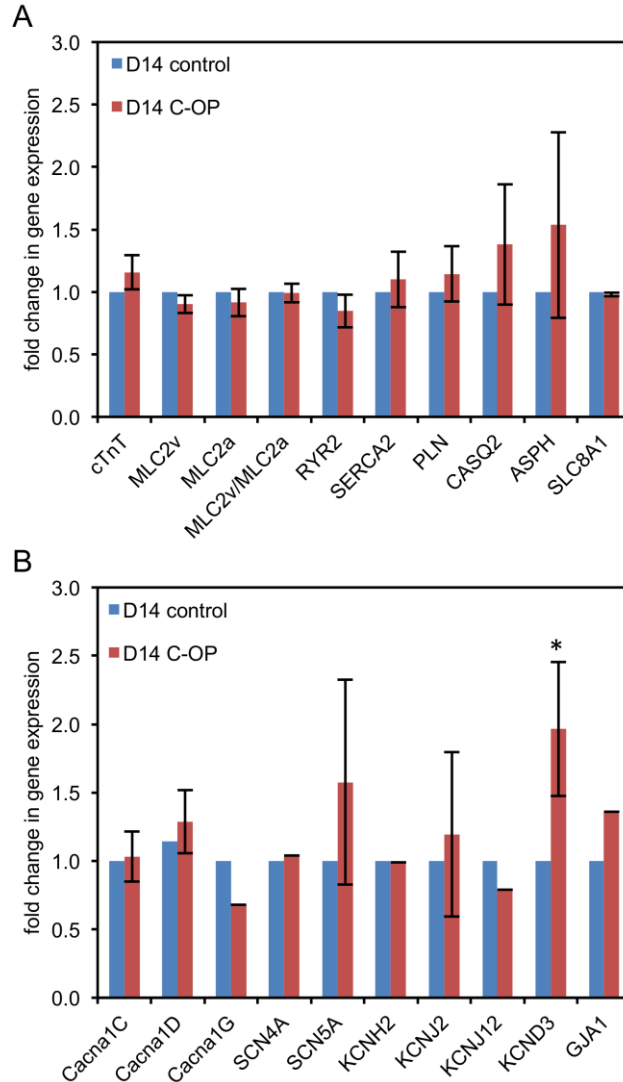 A
3.0
2.5
2.0
1.5
1.0
0.5
0.0
fold change in gene expression
D14 control
D14 C-OP
cTnT
MLC2v
MLC2a
MLC2v/MLC2a
RYR2
SERCA2
PLN
CASQ2
ASPH
SLC8A1
B
3.0
2.5
2.0
1.5
1.0
0.5
0.0
fold change in gene expression
D14 control
D14 C-OP
*
Cacna1C
Cacna1D
Cacna1G
SCN4A
SCN5A
KCNH2
KCNJ2
KCNJ12
KCND3
GJA1